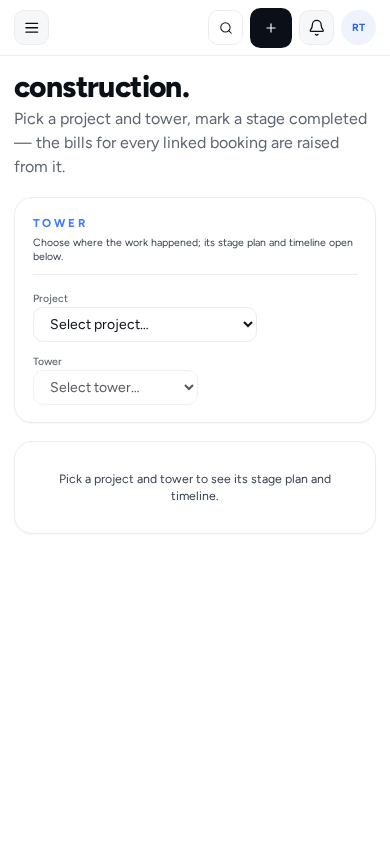 RT
construction.
Pick a project and tower, mark a stage completed
— the bills for every linked booking are raised
from it.
TOWER
Choose where the work happened; its stage plan and timeline open
below.
Project
Select project...
Tower
Select tower...
Pick a project and tower to see its stage plan and
timeline.